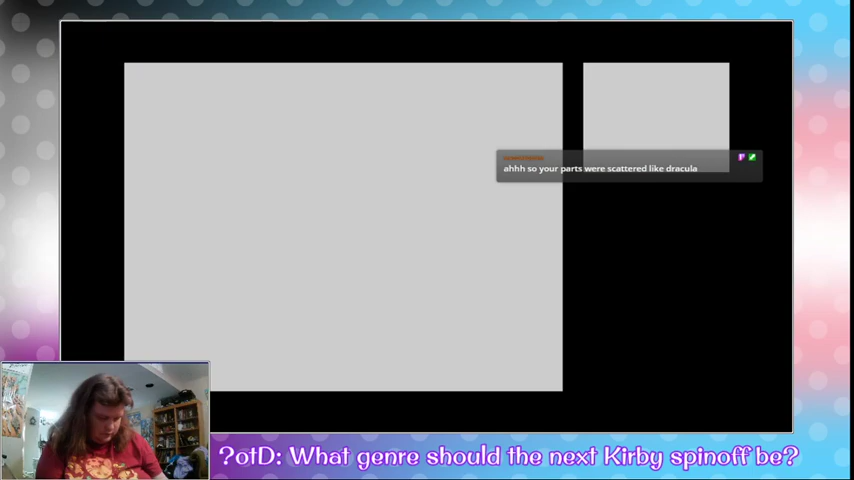 ahhh so your parts were scattered like dracula
?otD: What genre should the next Kirby spinoff be?